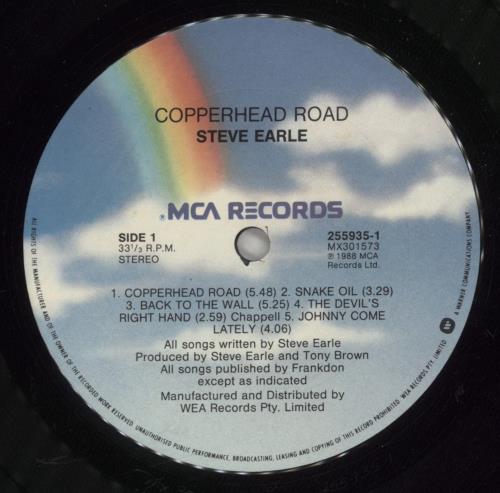 COPPERHEAD ROAD
STEVE EARLE
® MCA RECORDS
SIDE 1
33 1/3 R.P.M.
STEREO
255935-1
MX301573
℗ 1988 MCA
Records Ltd.
1. COPPERHEAD ROAD (5.48) 2. SNAKE OIL (3.29)
3. BACK TO THE WALL (5.25) 4. THE DEVIL'S
RIGHT HAND (2.59) Chappell 5. JOHNNY COME
LATELY (4.06)
All songs written by Steve Earle
Produced by Steve Earle and Tony Brown
All songs published by Frankdon
except as indicated
Manufactured and Distributed by
WEA Records Pty. Limited
ALL RIGHTS OF THE MANUFACTURER AND OF THE OWNER OF THE RECORDED WORK RESERVED. UNAUTHORISED PUBLIC PERFORMANCE, BROADCASTING, LEASING AND COPYING OF THIS RECORD PROHIBITED. WEA RECORDS PTY. LIMITED
A WARNER COMMUNICATIONS COMPANY.